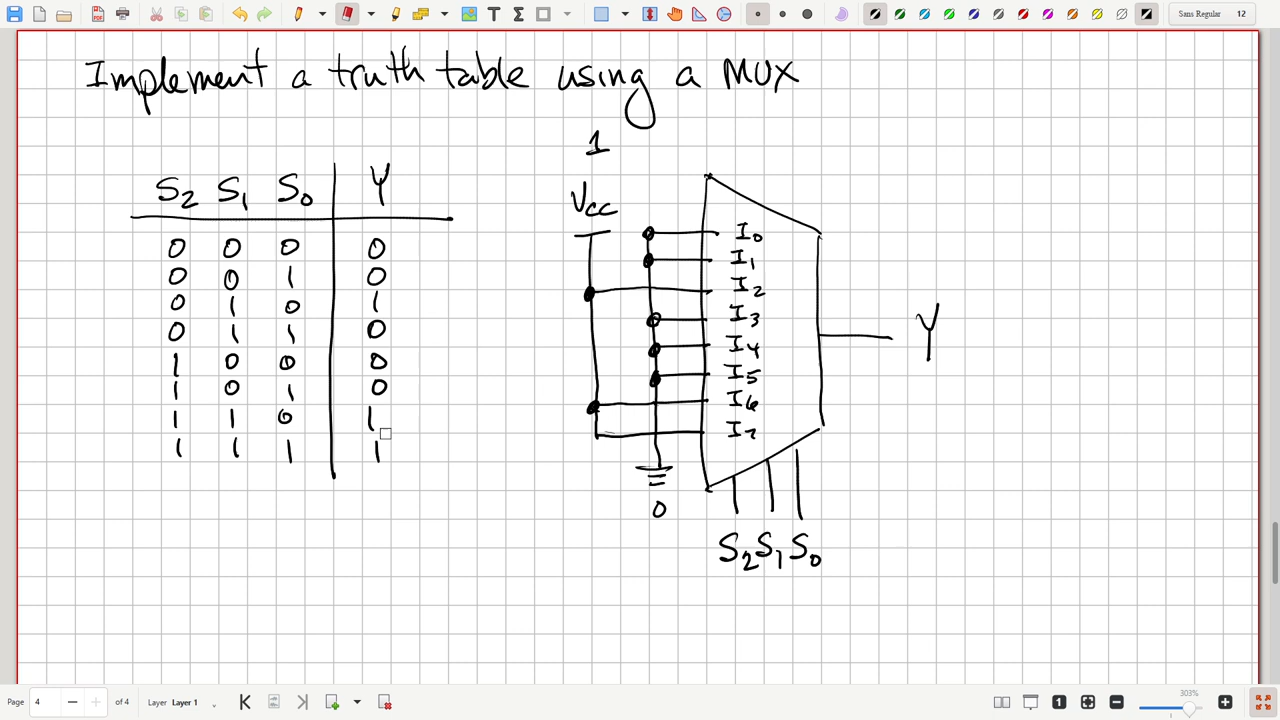 Sans Regular 12
Implement a truth table using a MUX
S2 S1 S0 Y
0 0 0 0
0 0 1 0
0 1 0 1
0 1 1 0
1 0 0 0
1 0 1 0
1 1 0 1
1 1 1 1
1
Vcc
I0
I1
I2
I3
I4
I5
I6
I7
Y
0
S2 S1 S0
Page 4 of 4 Layer Layer 1 303%